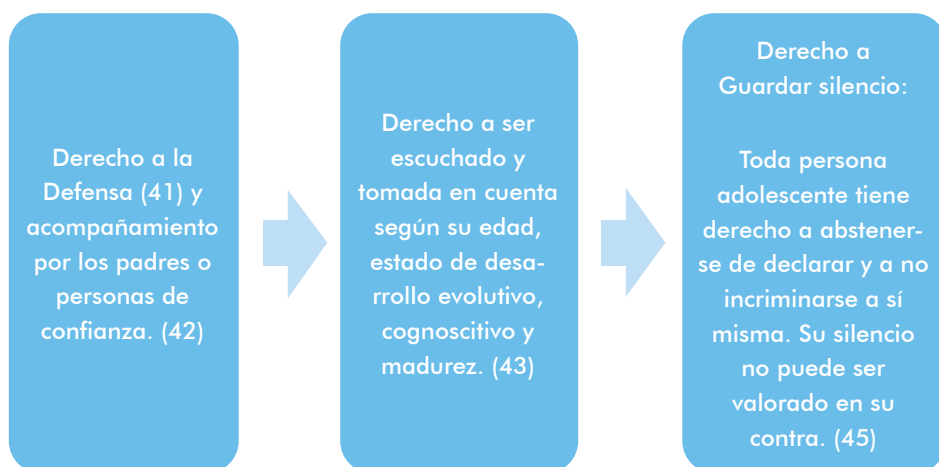 Derecho a la
Defensa (41) y
acompañamiento
por los padres o
personas de
confianza. (42)
Derecho a ser
escuchado y
tomada en cuenta
según su edad,
estado de desa-
rrollo evolutivo,
cognoscitivo y
madurez. (43)
Derecho a
Guardar silencio:
Toda persona
adolescente tiene
derecho a abstener-
se de declarar y a no
incriminarse a sí
misma. Su silencio
no puede ser
valorado en su
contra. (45)